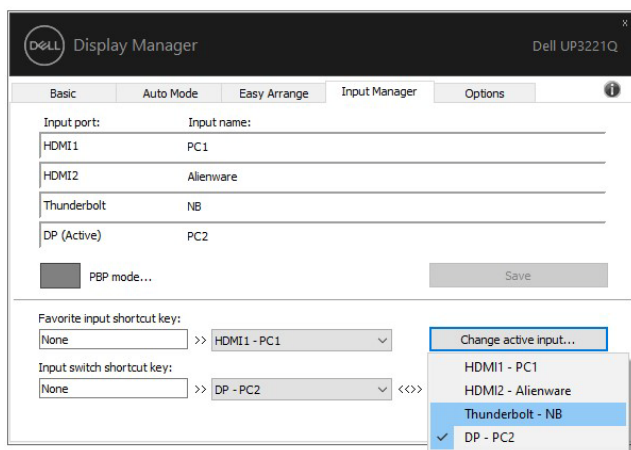 DELL Display Manager Dell UP3221Q
Basic Auto Mode Easy Arrange Input Manager Options
Input port: Input name:
HDMI1 PC1
HDMI2 Alienware
Thunderbolt NB
DP (Active) PC2
PBP mode... Save
Favorite input shortcut key:
None >> HDMI1 - PC1 Change active input...
Input switch shortcut key:
None >> DP - PC2 <<>>
HDMI1 - PC1
HDMI2 - Alienware
Thunderbolt - NB
DP - PC2